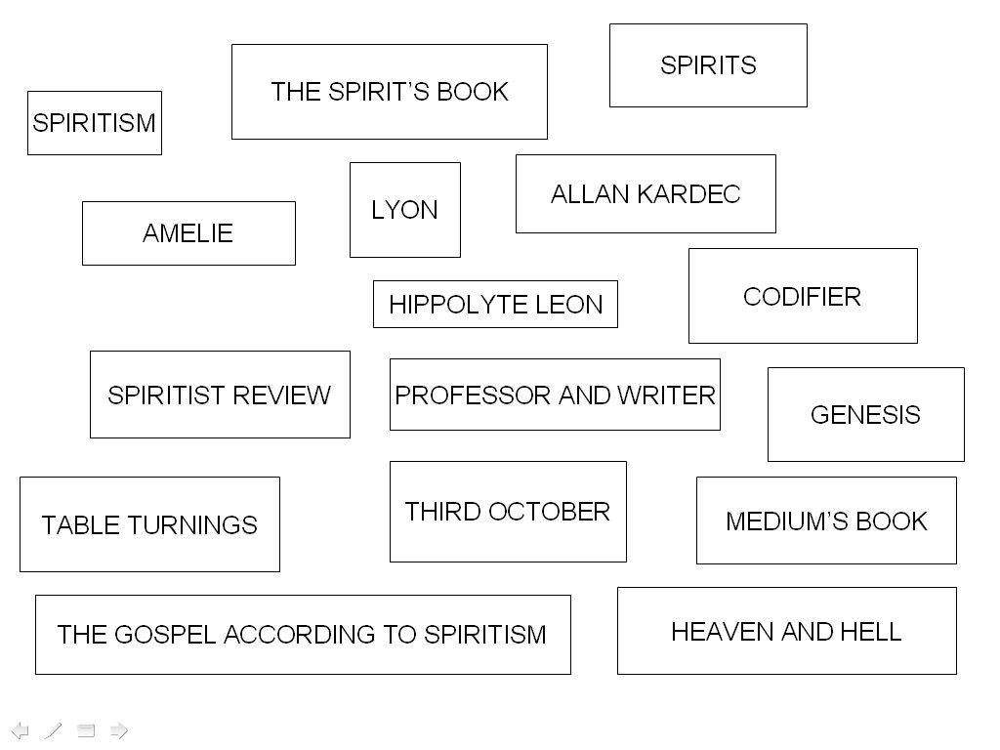 SPIRITS
THE SPIRIT'S BOOK
SPIRITISM
ALLAN KARDEC
LYON
AMELIE
CODIFIER
HIPPOLYTE LEON
SPIRITIST REVIEW
PROFESSOR AND WRITER
GENESIS
TABLE TURNINGS
THIRD OCTOBER
MEDIUM'S BOOK
THE GOSPEL ACCORDING TO SPIRITISM
HEAVEN AND HELL